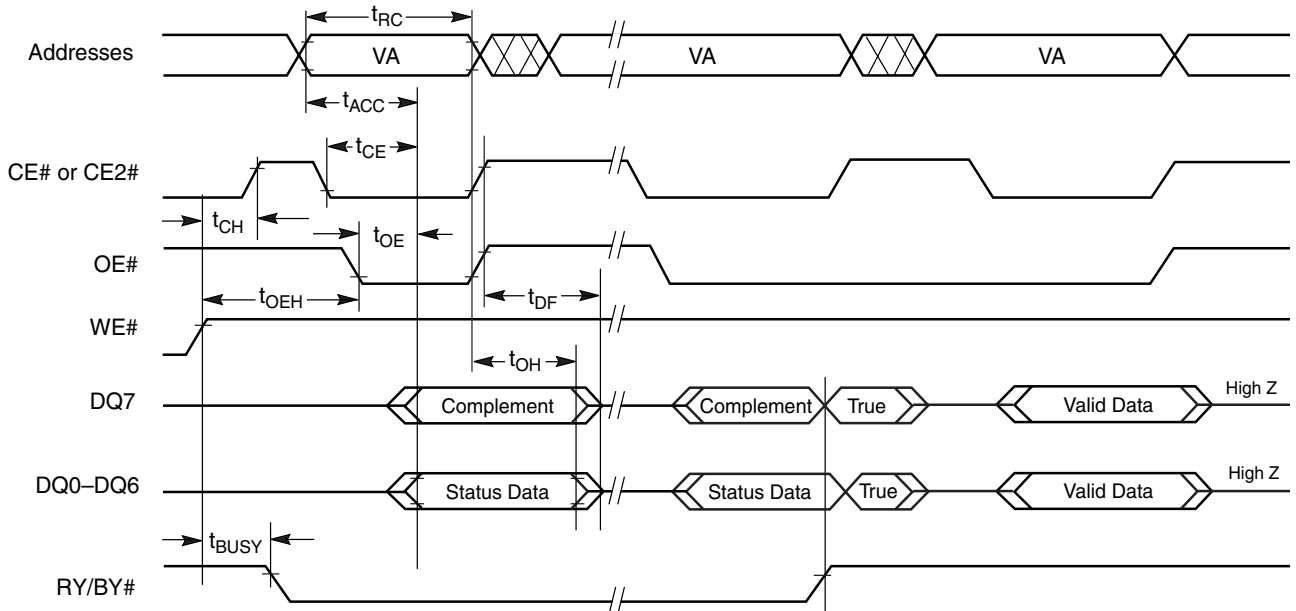 tRC
Addresses VA VA VA
tACC
tCE
CE# or CE2#
tCH
tOE
OE#
tOEH
tDF
WE#
tOH
DQ7 Complement Complement True Valid Data High Z
DQ0–DQ6 Status Data Status Data True Valid Data High Z
tBUSY
RY/BY#